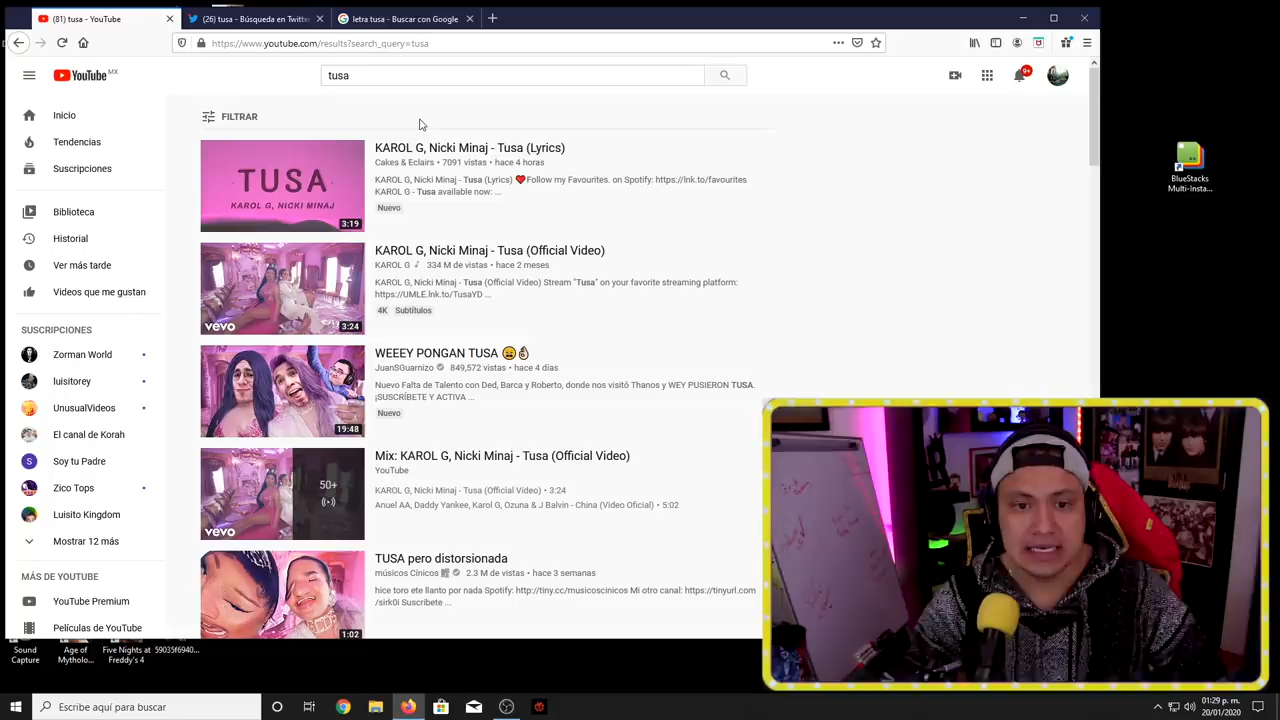 (81) tusa - YouTube
(26) tusa - Búsqueda en Twitte
letra tusa - Buscar con Google
https://www.youtube.com/results?search_query=tusa
YouTube MX
tusa
9+
FILTRAR
Inicio
Tendencias
Suscripciones
Biblioteca
Historial
Ver más tarde
Videos que me gustan
SUSCRIPCIONES
Zorman World
luisitorey
UnusualVideos
El canal de Korah
S
Soy tu Padre
Zico Tops
Luisito Kingdom
Mostrar 12 más
MÁS DE YOUTUBE
YouTube Premium
Películas de YouTube
TUSA
KAROL G, NICKI MINAJ
3:19
KAROL G, Nicki Minaj - Tusa (Lyrics)
Cakes & Eclairs • 7091 vistas • hace 4 horas
KAROL G, Nicki Minaj - Tusa (Lyrics) ❤️Follow my Favourites. on Spotify: https://lnk.to/favourites
KAROL G - Tusa available now: ...
Nuevo
vevo
3:24
KAROL G, Nicki Minaj - Tusa (Official Video)
KAROL G 334 M de vistas • hace 2 meses
KAROL G, Nicki Minaj - Tusa (Official Video) Stream "Tusa" on your favorite streaming platform:
https://UMLE.lnk.to/TusaYD ...
4K Subtítulos
19:48
WEEEY PONGAN TUSA 😩👌
JuanSGuarnizo 849,572 vistas • hace 4 días
Nuevo Falta de Talento con Ded, Barca y Roberto, donde nos visitó Thanos y WEY PUSIERON TUSA.
¡SUSCRÍBETE Y ACTIVA ...
Nuevo
50+
vevo
Mix: KAROL G, Nicki Minaj - Tusa (Official Video)
YouTube
KAROL G, Nicki Minaj - Tusa (Official Video) • 3:24
Anuel AA, Daddy Yankee, Karol G, Ozuna & J Balvin - China (Video Oficial) • 5:02
1:02
TUSA pero distorsionada
músicos Cínicos 2.3 M de vistas • hace 3 semanas
hice toro ete llanto por nada Spotify: http://tiny.cc/musicoscinicos Mi otro canal: https://tinyurl.com
/sirk0i Suscribete ...
BlueStacks
Multi-Insta...
Sound
Capture
Age of
Mytholo...
Five Nights at
Freddy's 4
59035f6940...
Escribe aquí para buscar
01:29 p. m.
20/01/2020